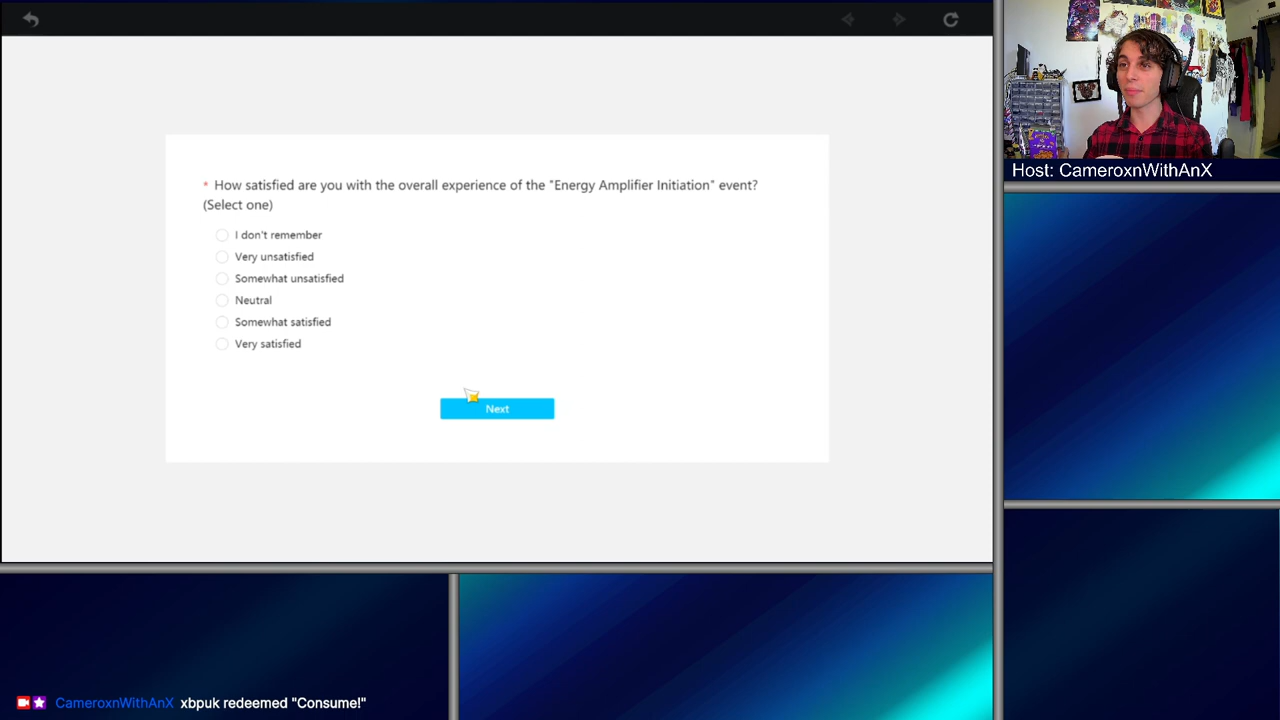 * How satisfied are you with the overall experience of the "Energy Amplifier Initiation" event?
(Select one)
I don't remember
Very unsatisfied
Somewhat unsatisfied
Neutral
Somewhat satisfied
Very satisfied
Next
Host: CameroxnWithAnX
CameroxnWithAnX xbpuk redeemed "Consume!"